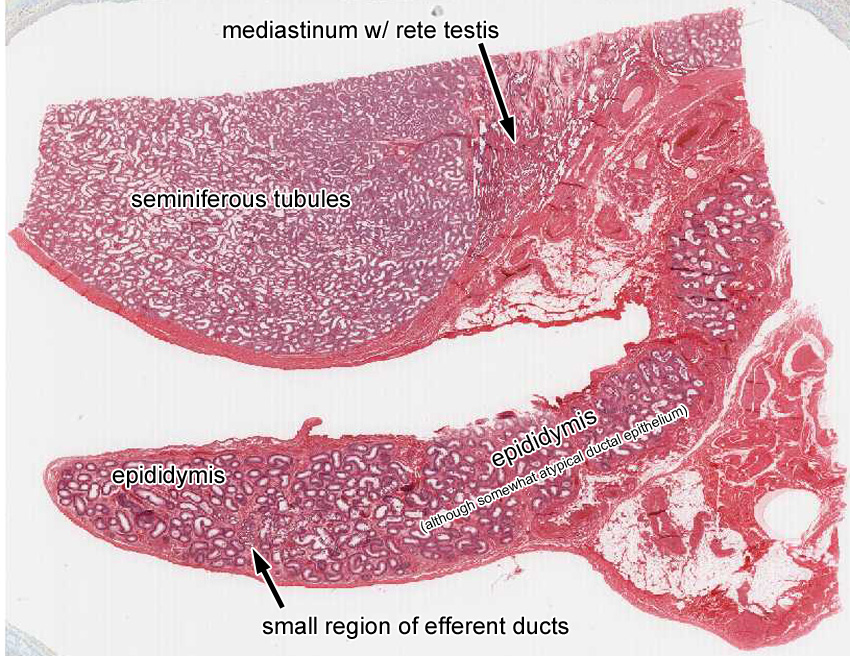 mediastinum w/ rete testis
seminiferous tubules
epididymis
(although somewhat atypical ductal epithelium)
epididymis
small region of efferent ducts